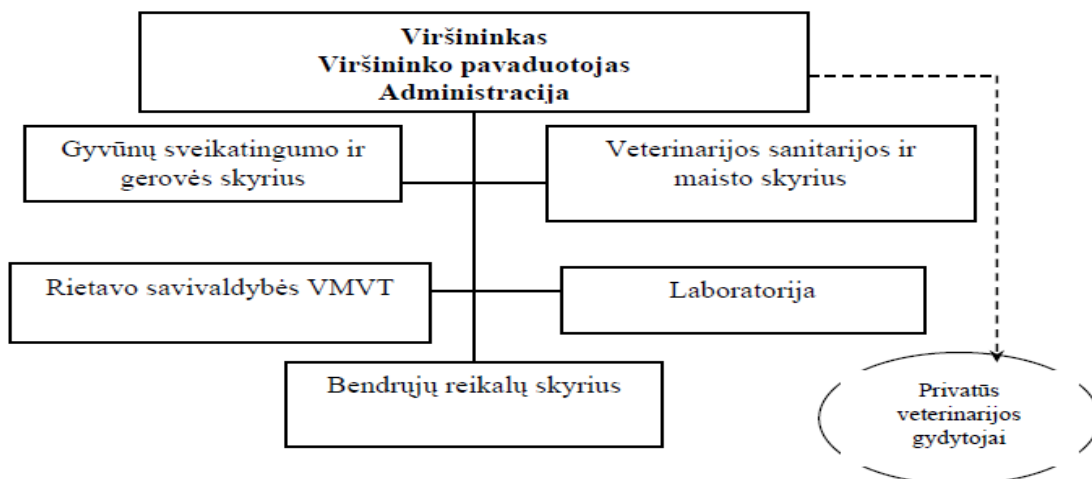 Viršininkas
Viršininko pavaduotojas
Administracija
Gyvūnų sveikatingumo ir
gerovės skyrius
Veterinarijos sanitarijos ir
maisto skyrius
Rietavo savivaldybės VMVT
Laboratorija
Bendrųjų reikalų skyrius
Privatūs
veterinarijos
gydytojai